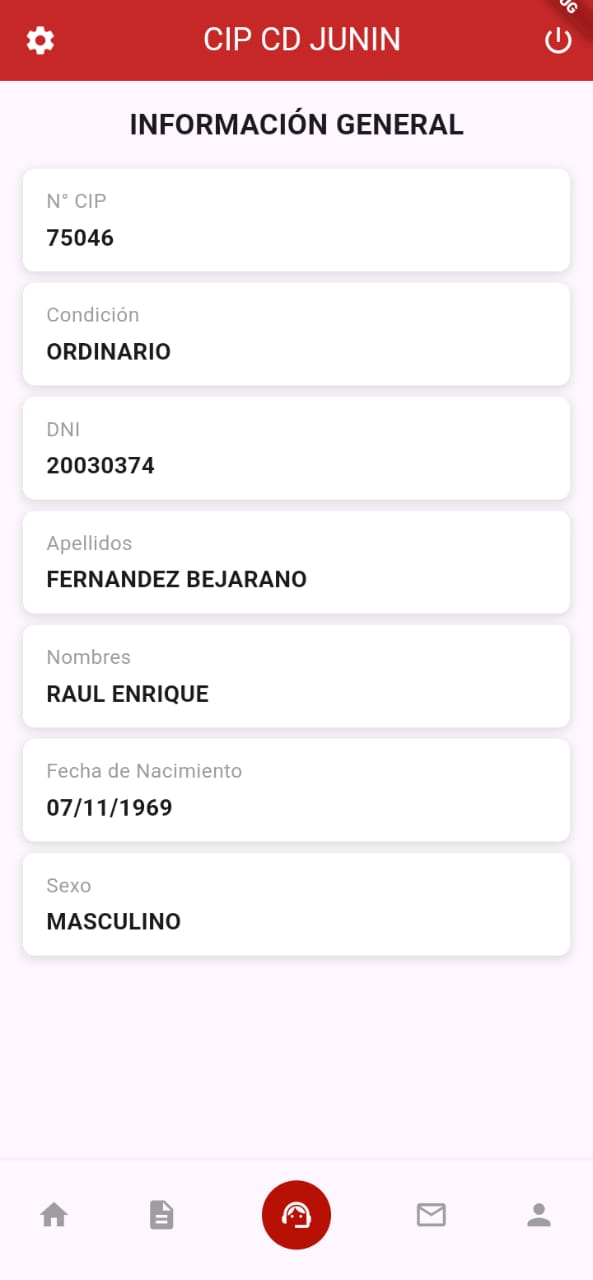 CIP CD JUNIN
INFORMACIÓN GENERAL
N° CIP
75046
Condición
ORDINARIO
DNI
20030374
Apellidos
FERNANDEZ BEJARANO
Nombres
RAUL ENRIQUE
Fecha de Nacimiento
07/11/1969
Sexo
MASCULINO